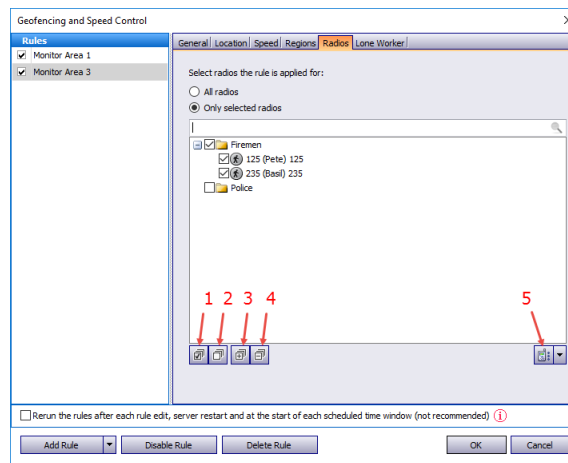 Geofencing and Speed Control
Rules
Monitor Area 1
Monitor Area 3
General Location Speed Regions Radios Lone Worker
Select radios the rule is applied for:
All radios
Only selected radios
Firemen
125 (Pete) 125
235 (Basil) 235
Police
1 2 3 4 5
Rerun the rules after each rule edit, server restart and at the start of each scheduled time window (not recommended) i
Add Rule Disable Rule Delete Rule OK Cancel